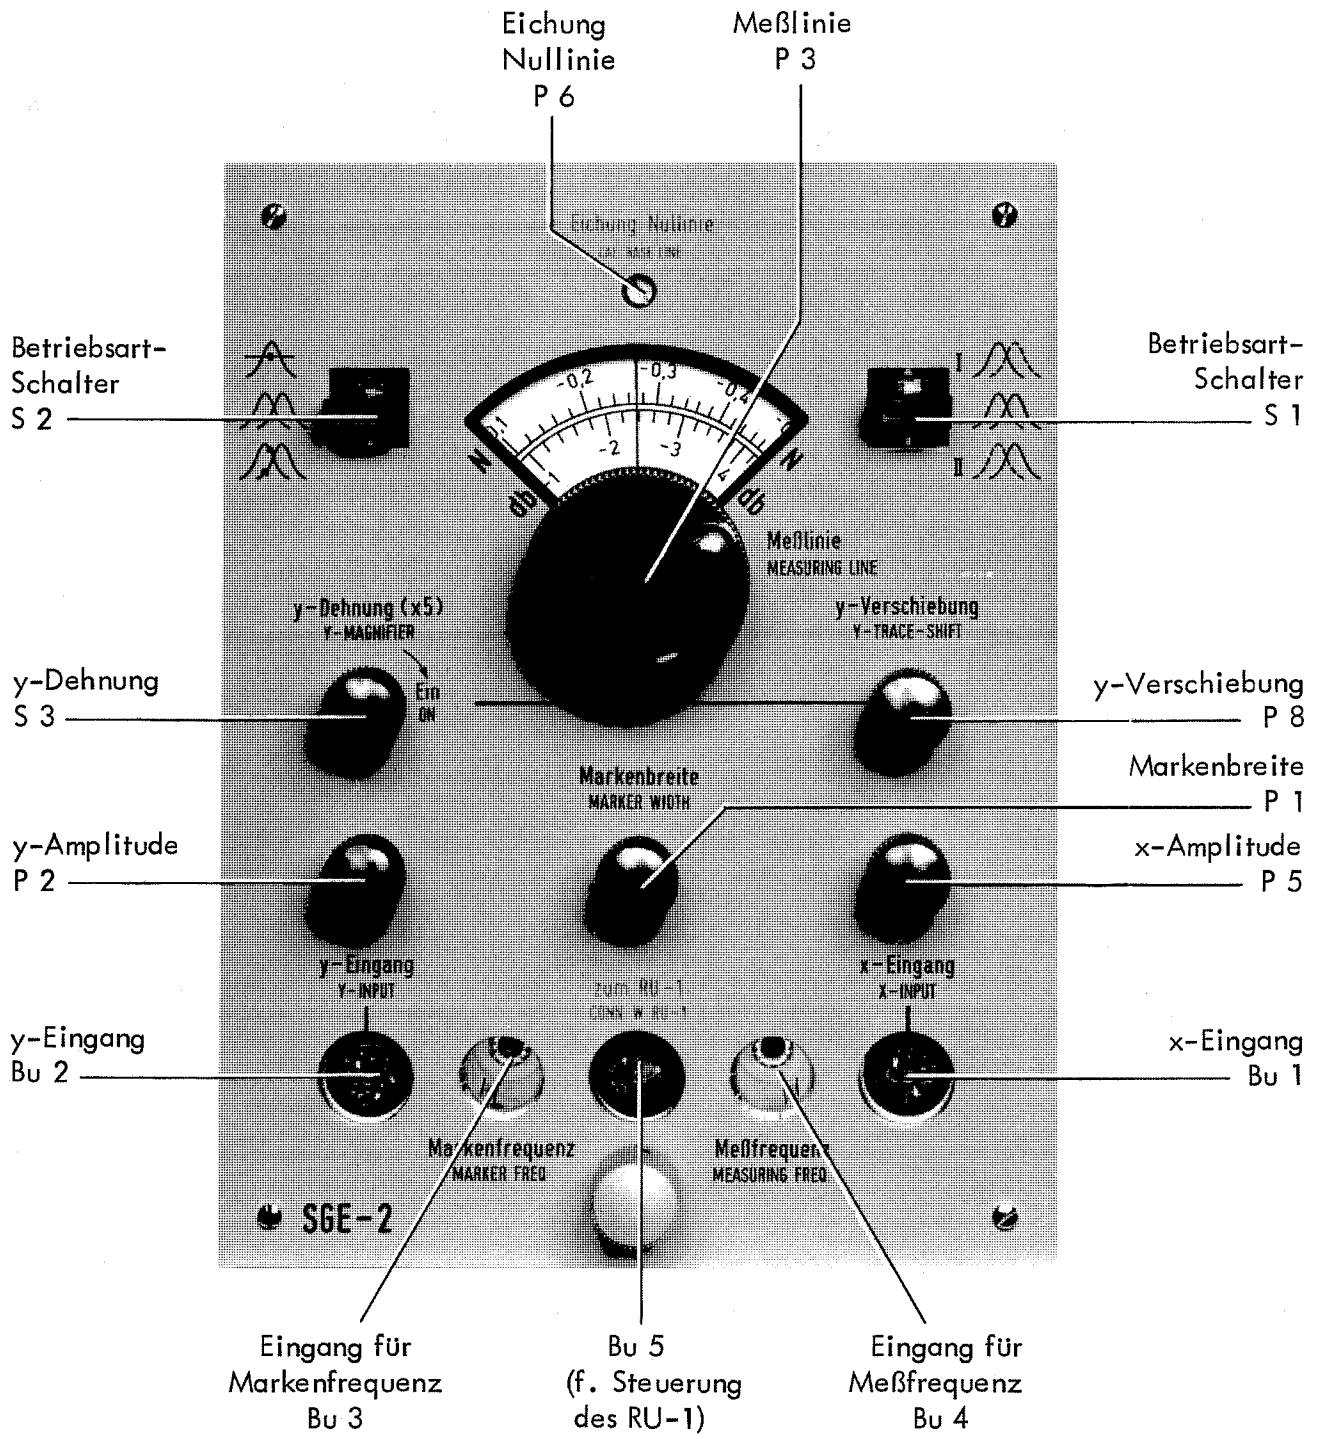 Eichung
Nullinie
P 6
Meßlinie
P 3
Eichung Nullinie
CAL BASE LINE
Betriebsart-
Schalter
S 2
Betriebsart-
Schalter
S 1
I
II
-0,2
-0,3
-0,4
-2
-3
N
N
db
1
4
db
Meßlinie
MEASURING LINE
y-Dehnung (x5)
Y-MAGNIFIER
Ein
ON
y-Verschiebung
Y-TRACE-SHIFT
y-Dehnung
S 3
y-Verschiebung
P 8
Markenbreite
MARKER WIDTH
Markenbreite
P 1
y-Amplitude
P 2
x-Amplitude
P 5
y-Eingang
Y-INPUT
zum RU-1
CONN W RU-1
x-Eingang
X-INPUT
y-Eingang
Bu 2
x-Eingang
Bu 1
Markenfrequenz
MARKER FREQ
Meßfrequenz
MEASURING FREQ
SGE-2
Eingang für
Markenfrequenz
Bu 3
Bu 5
(f. Steuerung
des RU-1)
Eingang für
Meßfrequenz
Bu 4